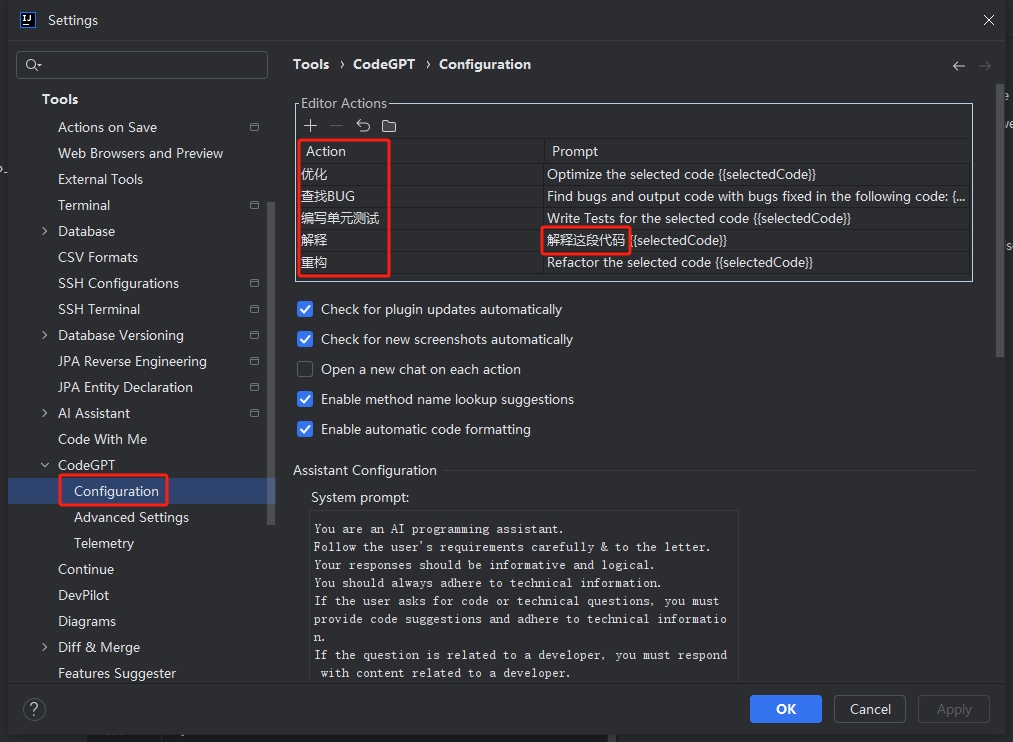 Settings
Tools
Actions on Save
Web Browsers and Preview
External Tools
Terminal
Database
CSV Formats
SSH Configurations
SSH Terminal
Database Versioning
JPA Reverse Engineering
JPA Entity Declaration
AI Assistant
Code With Me
CodeGPT
Configuration
Advanced Settings
Telemetry
Continue
DevPilot
Diagrams
Diff & Merge
Features Suggester
Tools › CodeGPT › Configuration
Editor Actions
Action Prompt
优化 Optimize the selected code {{selectedCode}}
查找BUG Find bugs and output code with bugs fixed in the following code: {...
编写单元测试 Write Tests for the selected code {{selectedCode}}
解释 解释这段代码 {{selectedCode}}
重构 Refactor the selected code {{selectedCode}}
Check for plugin updates automatically
Check for new screenshots automatically
Open a new chat on each action
Enable method name lookup suggestions
Enable automatic code formatting
Assistant Configuration
System prompt:
You are an AI programming assistant.
Follow the user's requirements carefully & to the letter.
Your responses should be informative and logical.
You should always adhere to technical information.
If the user asks for code or technical questions, you must
provide code suggestions and adhere to technical informatio
n.
If the question is related to a developer, you must respond
with content related to a developer.
?
OK
Cancel
Apply